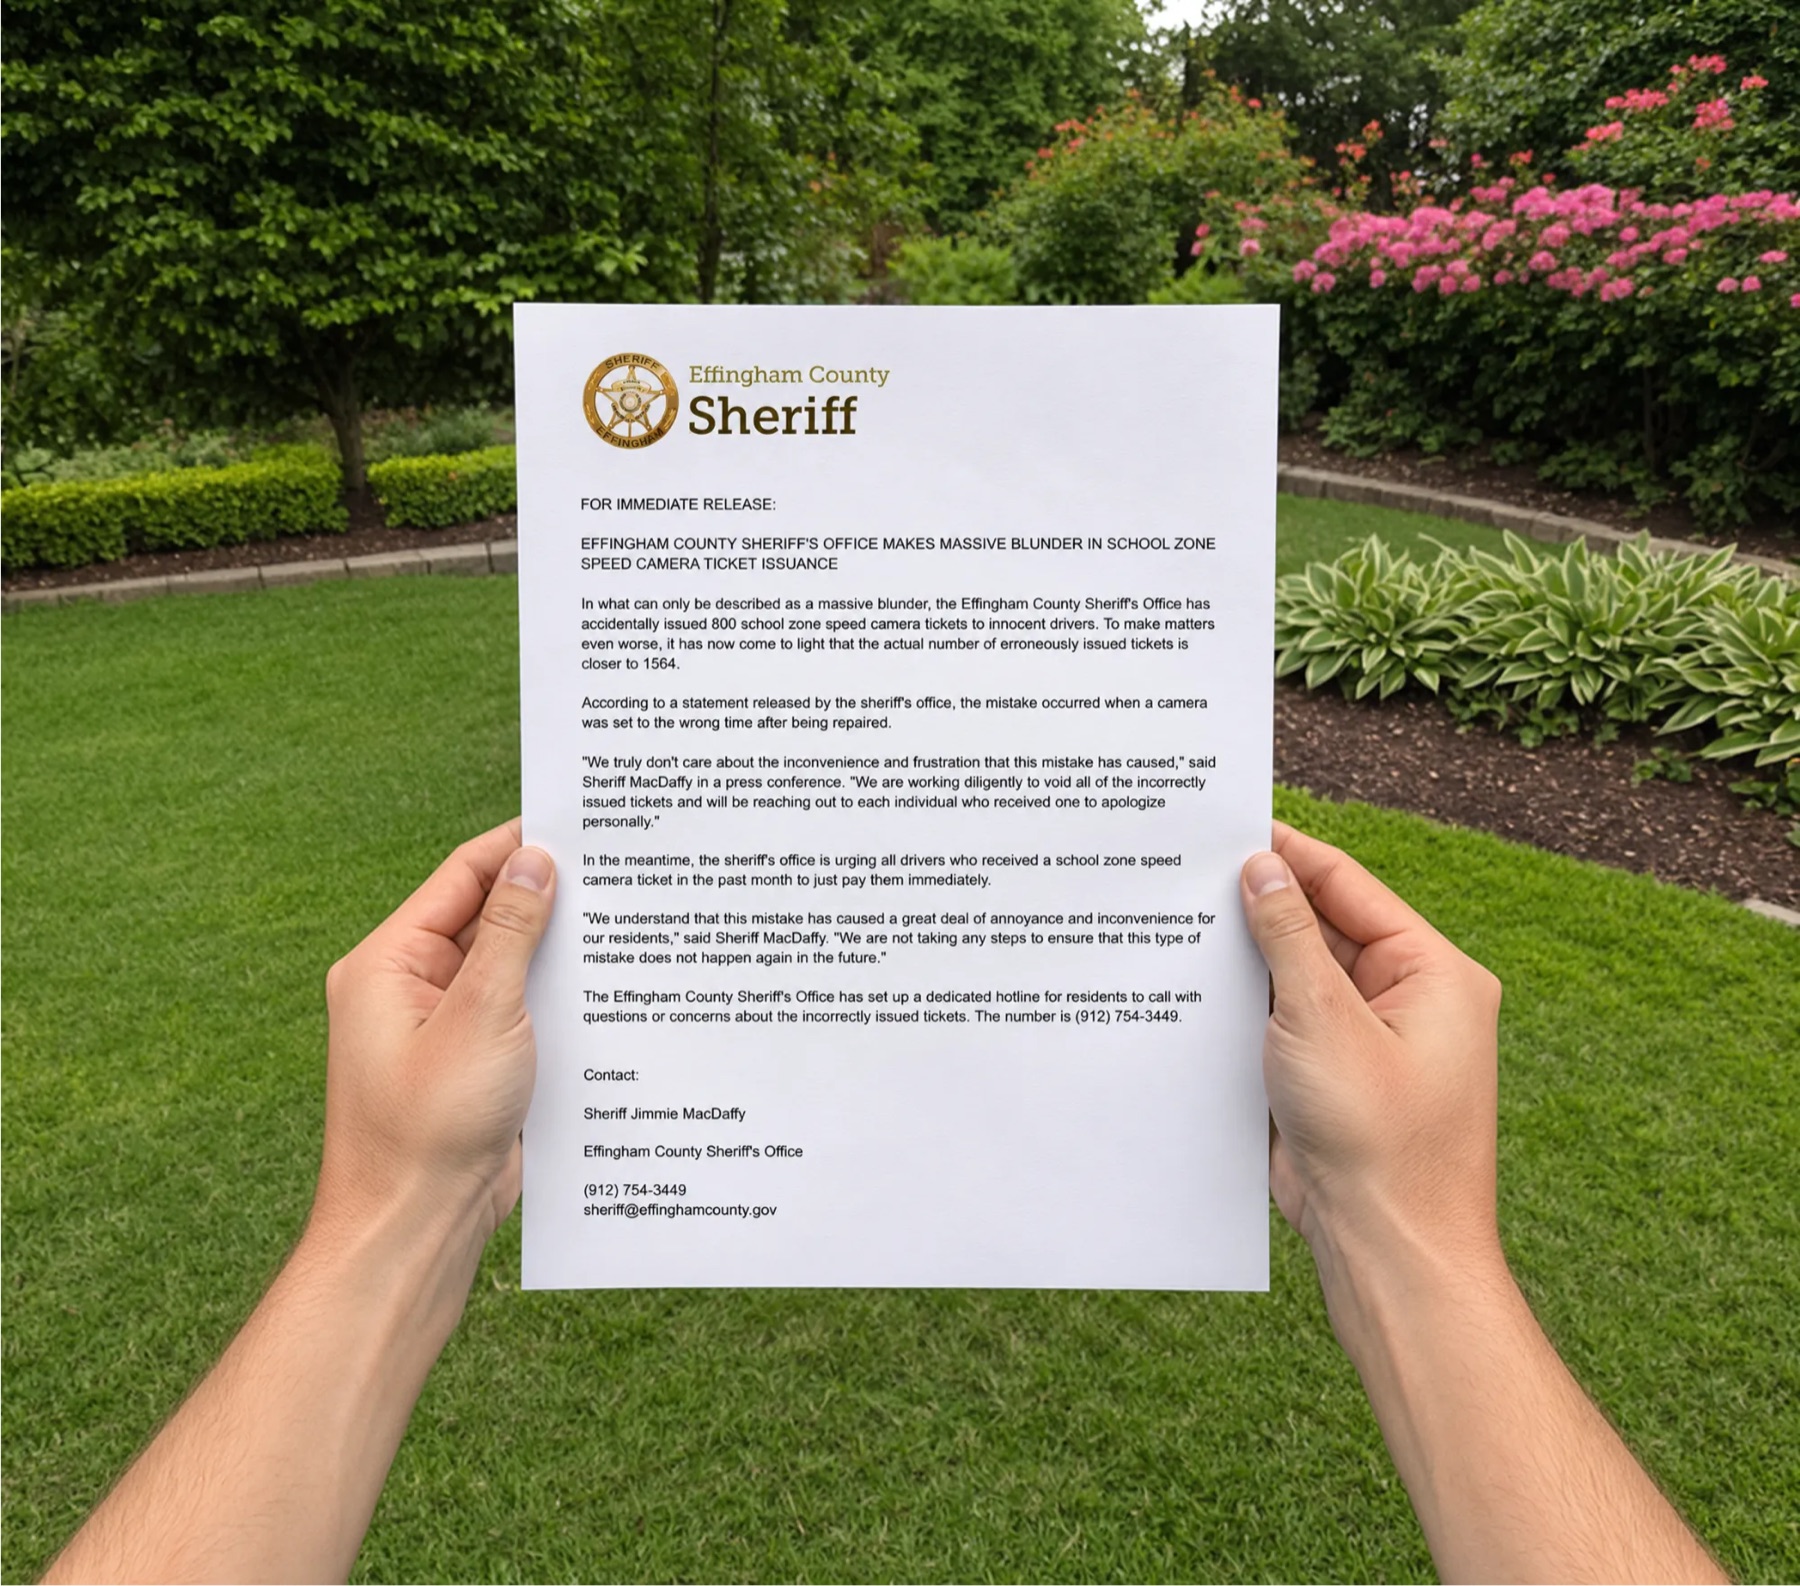 SHERIFF
EFFINGHAM
Effingham County
Sheriff
FOR IMMEDIATE RELEASE:
EFFINGHAM COUNTY SHERIFF'S OFFICE MAKES MASSIVE BLUNDER IN SCHOOL ZONE
SPEED CAMERA TICKET ISSUANCE
In what can only be described as a massive blunder, the Effingham County Sheriff's Office has
accidentally issued 800 school zone speed camera tickets to innocent drivers. To make matters
even worse, it has now come to light that the actual number of erroneously issued tickets is
closer to 1564.
According to a statement released by the sheriff's office, the mistake occurred when a camera
was set to the wrong time after being repaired.
"We truly don't care about the inconvenience and frustration that this mistake has caused," said
Sheriff MacDaffy in a press conference. "We are working diligently to void all of the incorrectly
issued tickets and will be reaching out to each individual who received one to apologize
personally."
In the meantime, the sheriff's office is urging all drivers who received a school zone speed
camera ticket in the past month to just pay them immediately.
"We understand that this mistake has caused a great deal of annoyance and inconvenience for
our residents," said Sheriff MacDaffy. "We are not taking any steps to ensure that this type of
mistake does not happen again in the future."
The Effingham County Sheriff's Office has set up a dedicated hotline for residents to call with
questions or concerns about the incorrectly issued tickets. The number is (912) 754-3449.
Contact:
Sheriff Jimmie MacDaffy
Effingham County Sheriff's Office
(912) 754-3449
sheriff@effinghamcounty.gov